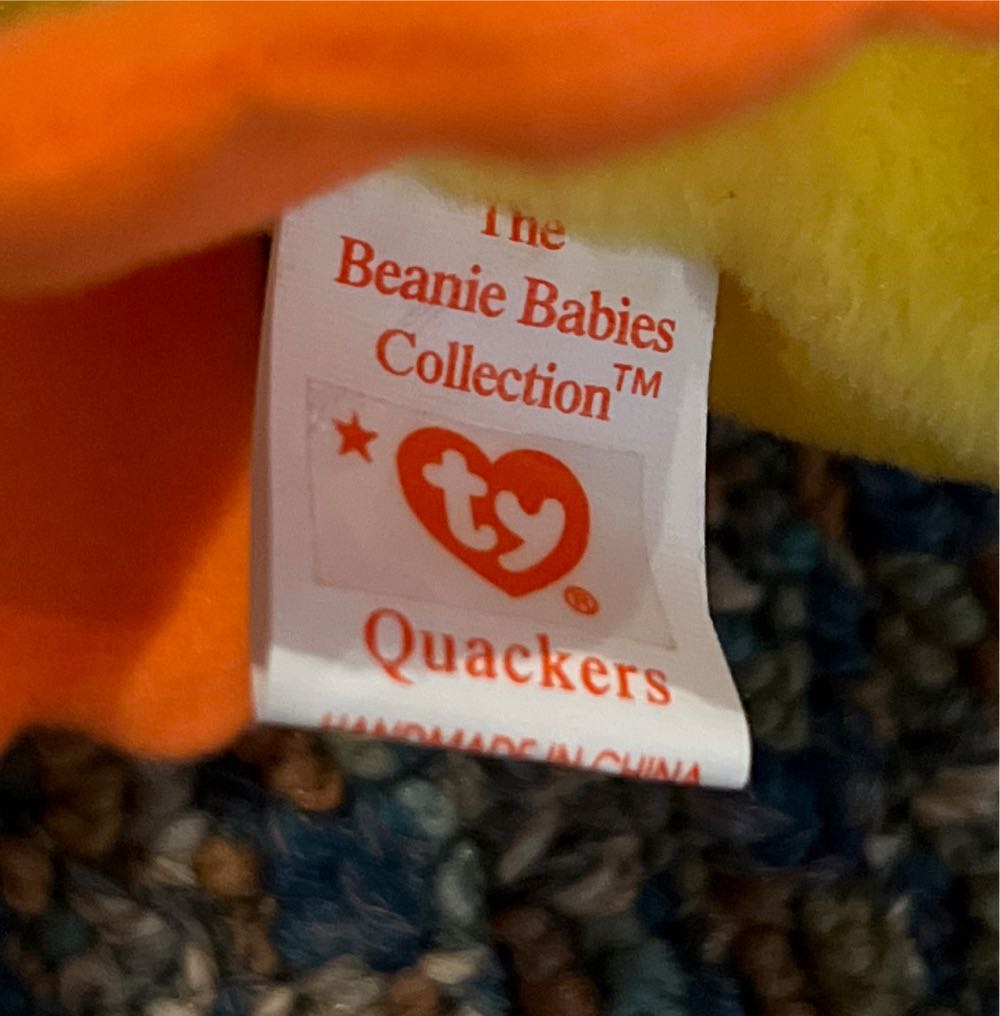 The
Beanie Babies
Collection™
★ ty ®
Quackers
HANDMADE IN CHINA